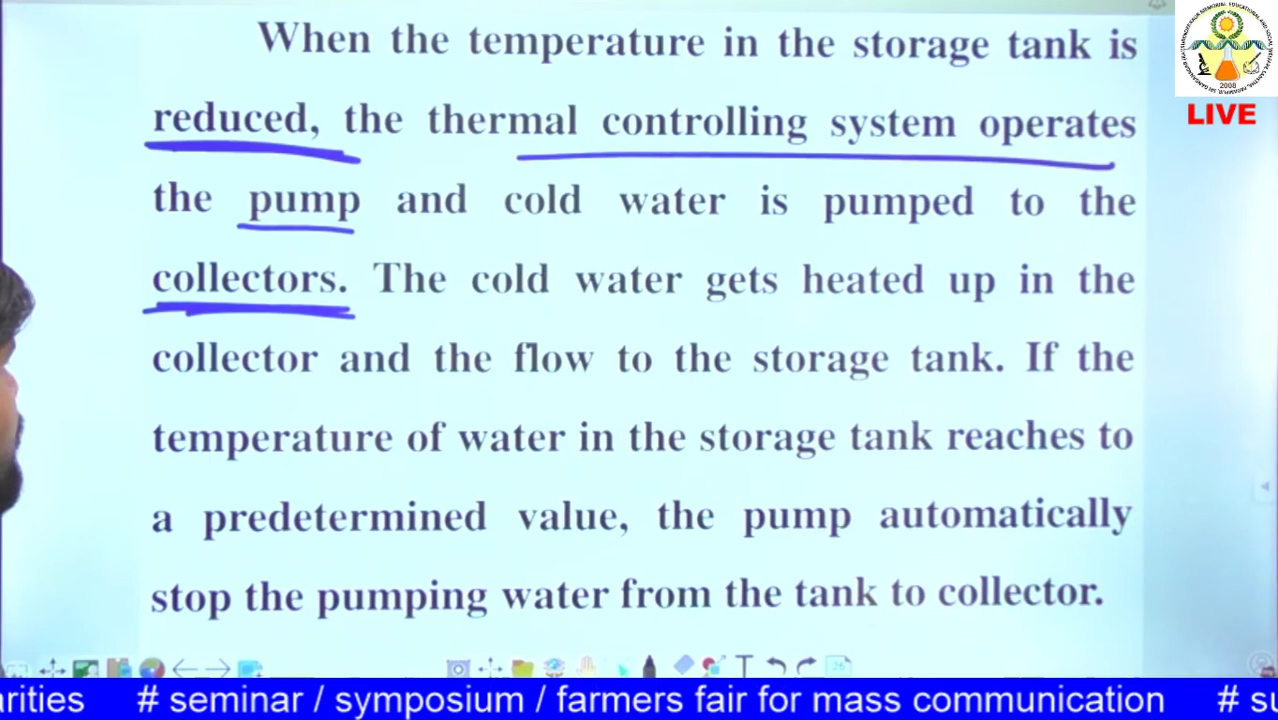 When the temperature in the storage tank is
reduced, the thermal controlling system operates
the pump and cold water is pumped to the
collectors. The cold water gets heated up in the
collector and the flow to the storage tank. If the
temperature of water in the storage tank reaches to
a predetermined value, the pump automatically
stop the pumping water from the tank to collector.
2008
LIVE
arities # seminar / symposium / farmers fair for mass communication # su